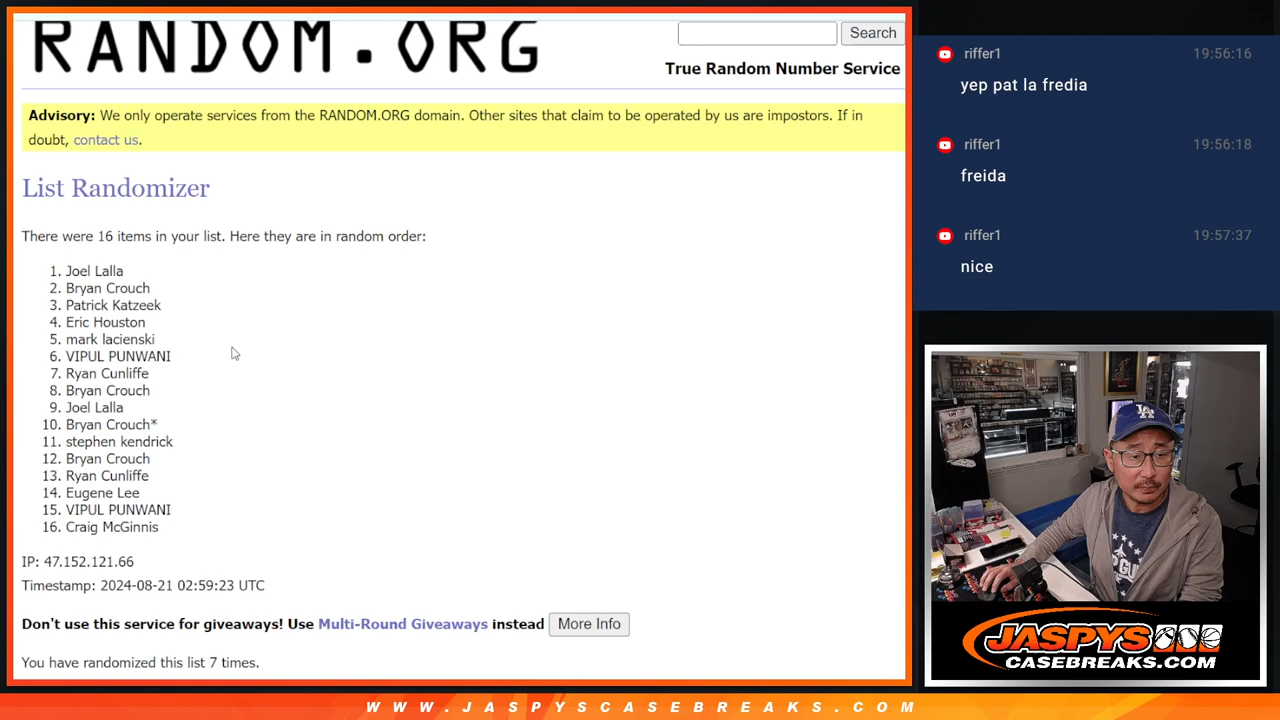 RANDOM.ORG
Search
True Random Number Service
Advisory: We only operate services from the RANDOM.ORG domain. Other sites that claim to be operated by us are impostors. If in
doubt, contact us.
List Randomizer
There were 16 items in your list. Here they are in random order:
1. Joel Lalla
2. Bryan Crouch
3. Patrick Katzeek
4. Eric Houston
5. mark lacienski
6. VIPUL PUNWANI
7. Ryan Cunliffe
8. Bryan Crouch
9. Joel Lalla
10. Bryan Crouch*
11. stephen kendrick
12. Bryan Crouch
13. Ryan Cunliffe
14. Eugene Lee
15. VIPUL PUNWANI
16. Craig McGinnis
IP: 47.152.121.66
Timestamp: 2024-08-21 02:59:23 UTC
Don't use this service for giveaways! Use Multi-Round Giveaways instead More Info
You have randomized this list 7 times.
riffer1 19:56:16
yep pat la fredia
riffer1 19:56:18
freida
riffer1 19:57:37
nice
LA
JASPYS
CASEBREAKS.COM
WWW.JASPYSCASEBREAKS.COM